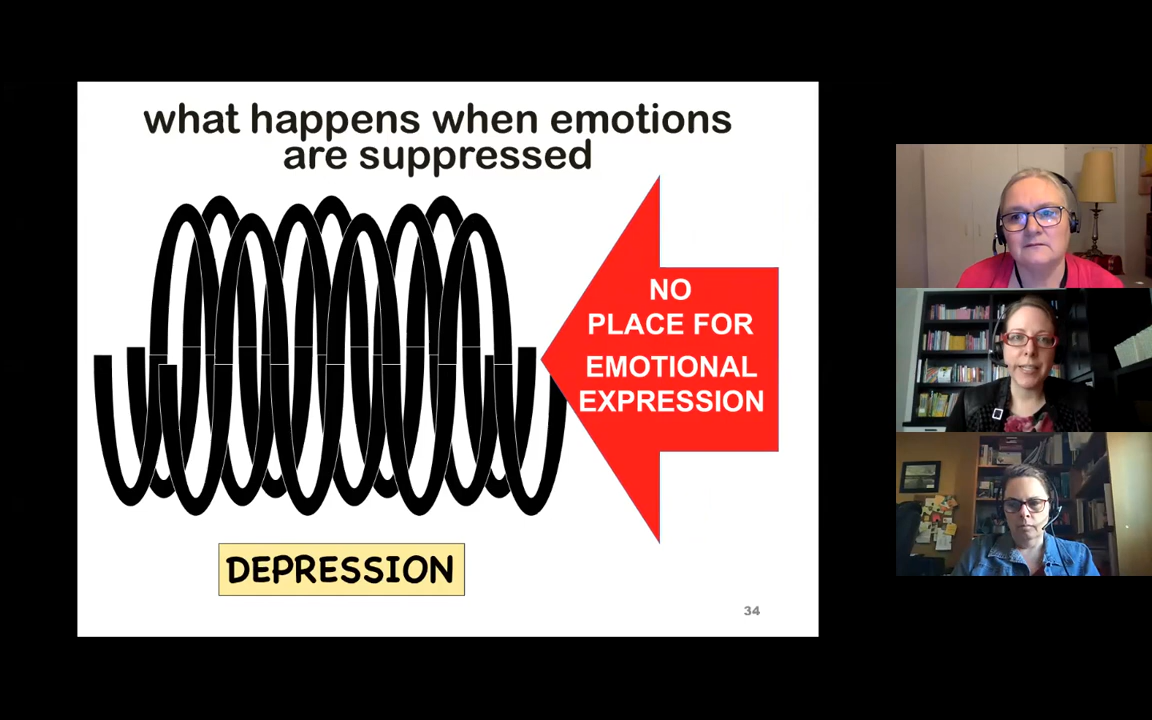 what happens when emotions
are suppressed
NO
PLACE FOR
EMOTIONAL
EXPRESSION
DEPRESSION
34